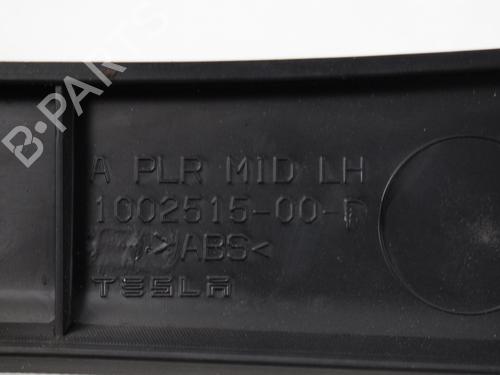 B-PARTS
A PLR MID LH
1002515-00-
>ABS<
TESLA